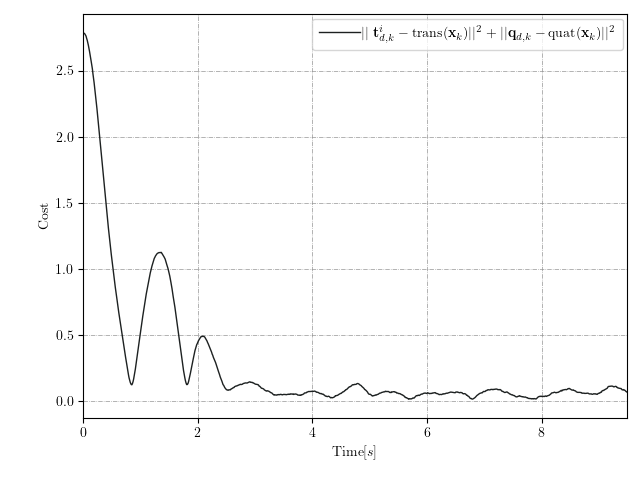 || t^i_{d,k} − trans(x_k)||^2 + ||q_{d,k} − quat(x_k)||^2
2.5
2.0
1.5
1.0
0.5
0.0
Cost
0 2 4 6 8
Time[s]